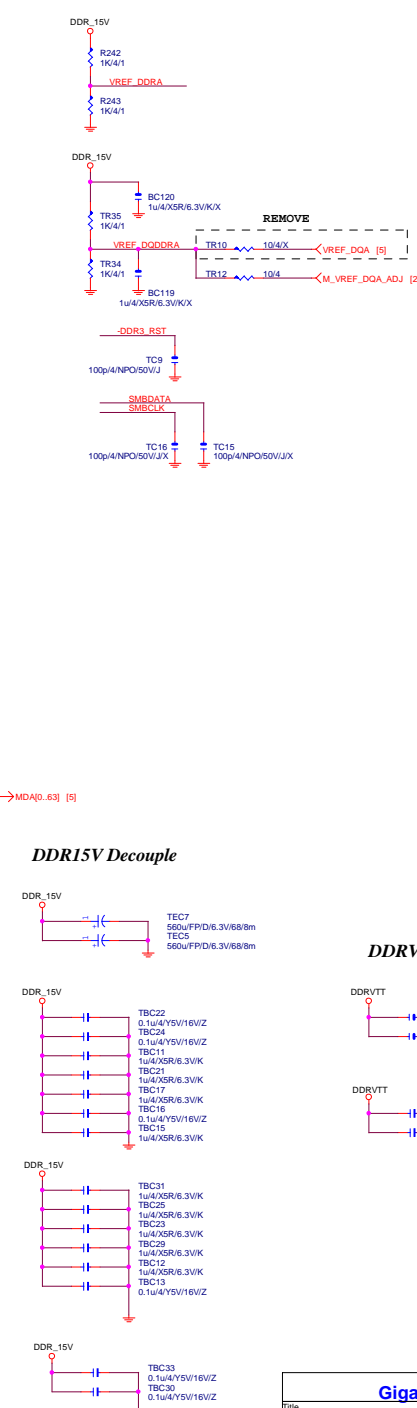 DDR_15V
R242
1K/4/1
VREF_DDRA
R243
1K/4/1
DDR_15V
BC120
1u/4/X5R/6.3V/K/X
TR35
1K/4/1
REMOVE
VREF_DQDDRA
TR10 10/4/X
VREF_DQA [5]
TR34
1K/4/1
TR12 10/4
M_VREF_DQA_ADJ [2
BC119
1u/4/X5R/6.3V/K/X
-DDR3_RST
TC9
100p/4/NPO/50V/J
SMBDATA
SMBCLK
TC16
100p/4/NPO/50V/J/X
TC15
100p/4/NPO/50V/J/X
MDA[0..63] [5]
DDR15V Decouple
DDR_15V
1
+
TEC7
560u/FP/D/6.3V/68/8m
1
+
TEC5
560u/FP/D/6.3V/68/8m
DDRV
DDR_15V
TBC22
0.1u/4/Y5V/16V/Z
TBC24
0.1u/4/Y5V/16V/Z
TBC11
1u/4/X5R/6.3V/K
TBC21
1u/4/X5R/6.3V/K
TBC17
1u/4/X5R/6.3V/K
TBC16
0.1u/4/Y5V/16V/Z
TBC15
1u/4/X5R/6.3V/K
DDRVTT
DDRVTT
DDR_15V
TBC31
1u/4/X5R/6.3V/K
TBC25
1u/4/X5R/6.3V/K
TBC23
1u/4/X5R/6.3V/K
TBC29
1u/4/X5R/6.3V/K
TBC12
1u/4/X5R/6.3V/K
TBC13
0.1u/4/Y5V/16V/Z
DDR_15V
TBC33
0.1u/4/Y5V/16V/Z
TBC30
0.1u/4/Y5V/16V/Z
Giga
Title